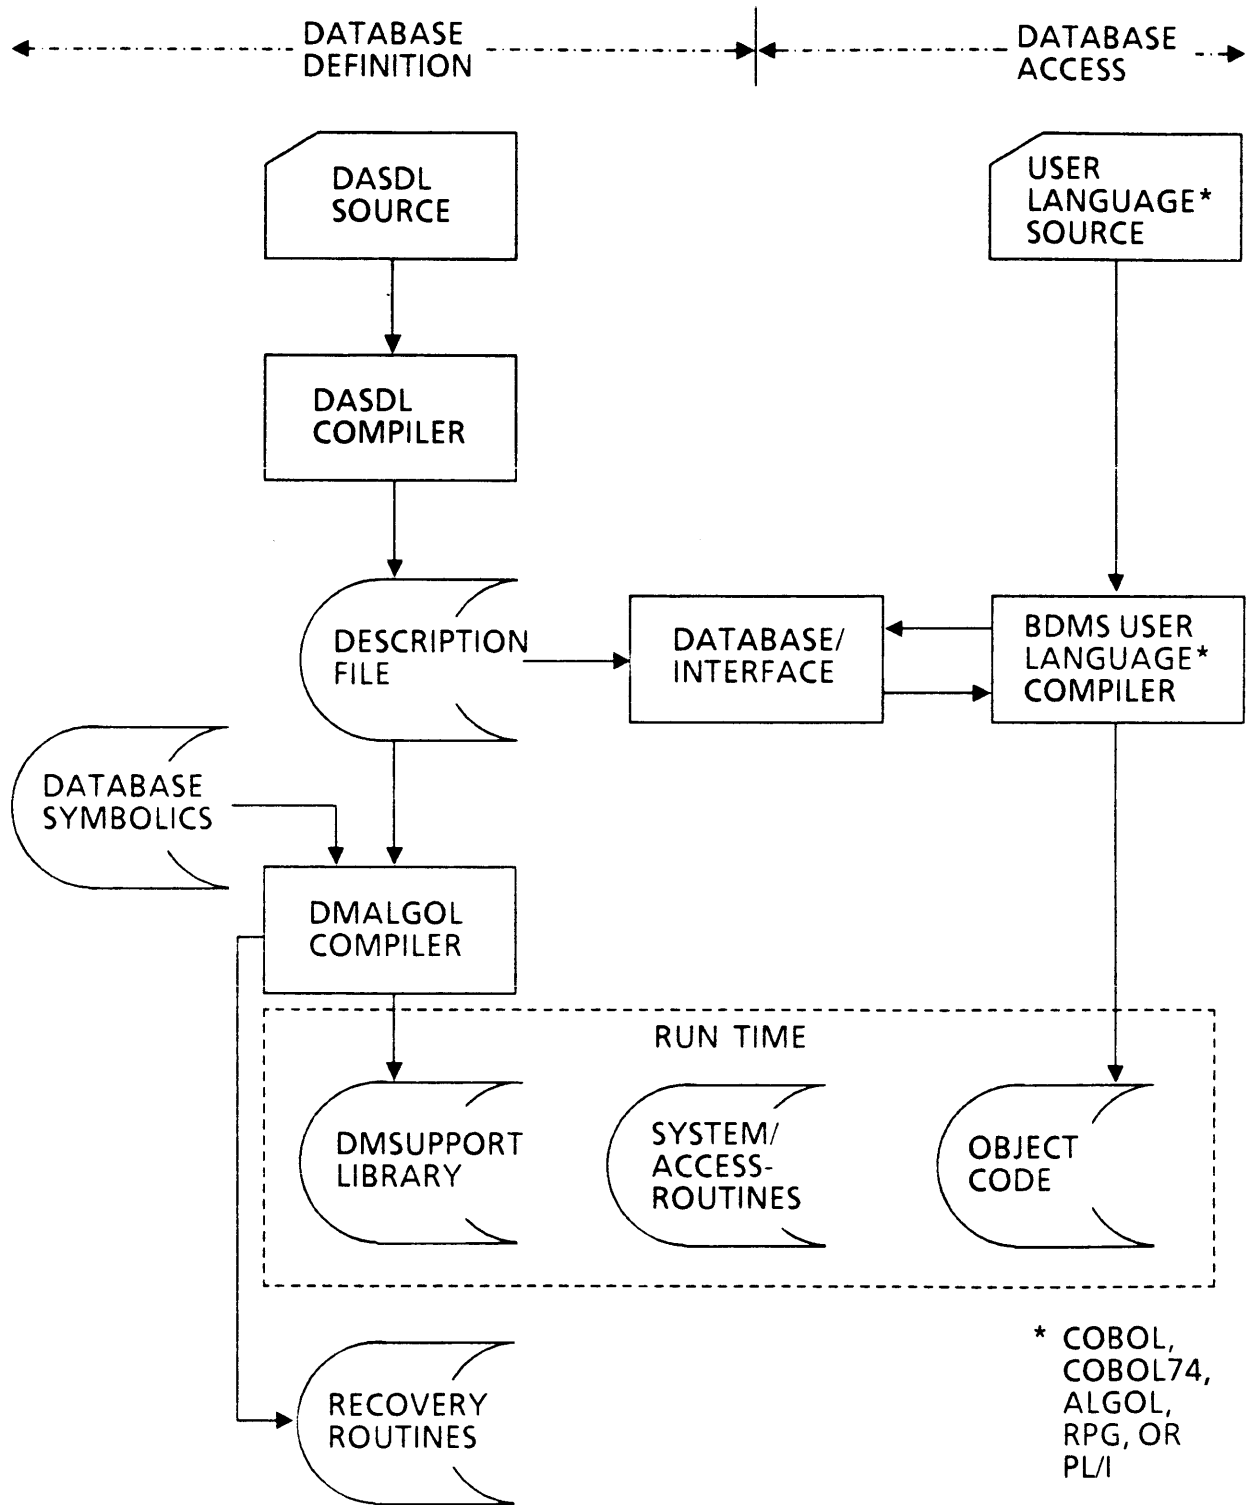 DATABASE
DEFINITION
DATABASE
ACCESS
DASDL
SOURCE
USER
LANGUAGE*
SOURCE
DASDL
COMPILER
DESCRIPTION
FILE
DATABASE/
INTERFACE
BDMS USER
LANGUAGE*
COMPILER
DATABASE
SYMBOLICS
DMALGOL
COMPILER
RUN TIME
DMSUPPORT
LIBRARY
SYSTEM/
ACCESS-
ROUTINES
OBJECT
CODE
RECOVERY
ROUTINES
* COBOL,
COBOL74,
ALGOL,
RPG, OR
PL/I